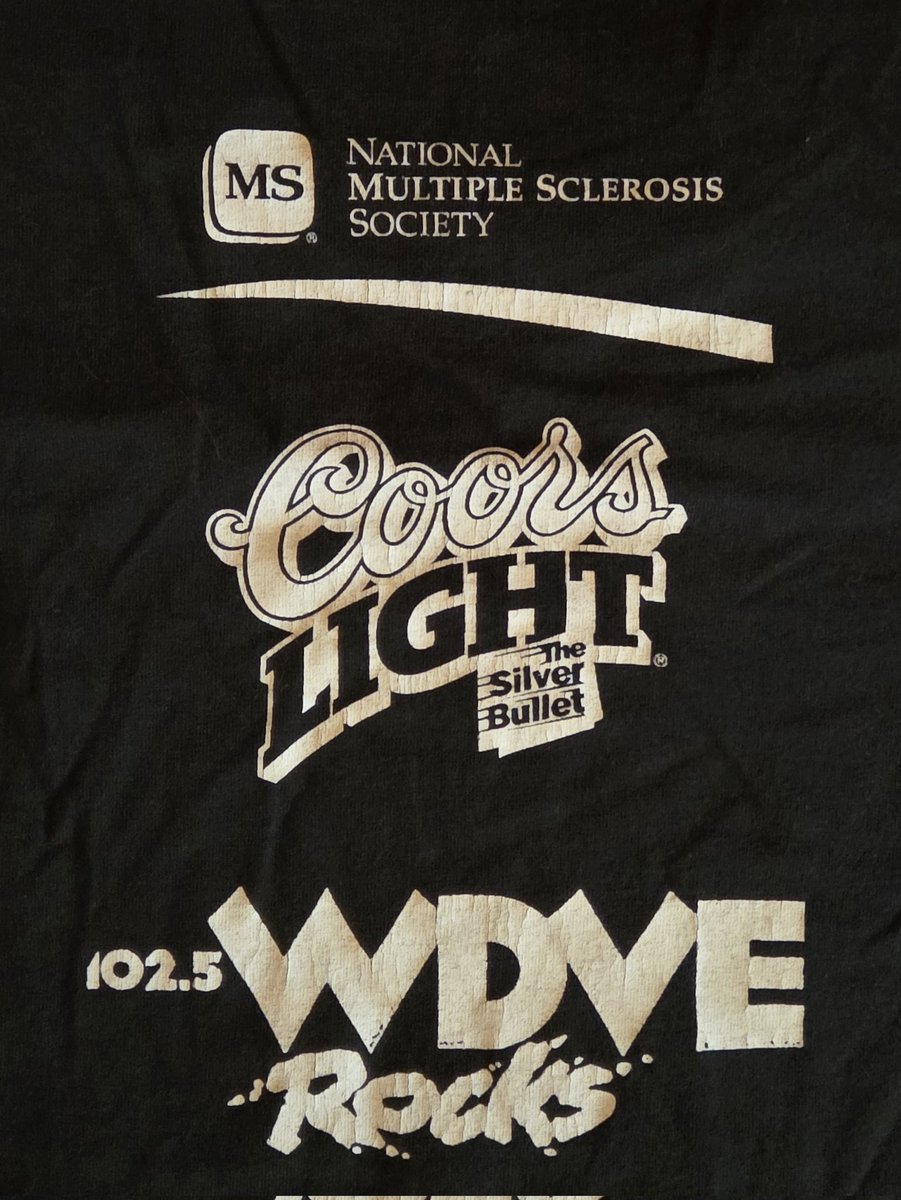 MS
NATIONAL
MULTIPLE SCLEROSIS
SOCIETY
Coors
LIGHT
The
Silver
Bullet
102.5 WDVE
Rocks